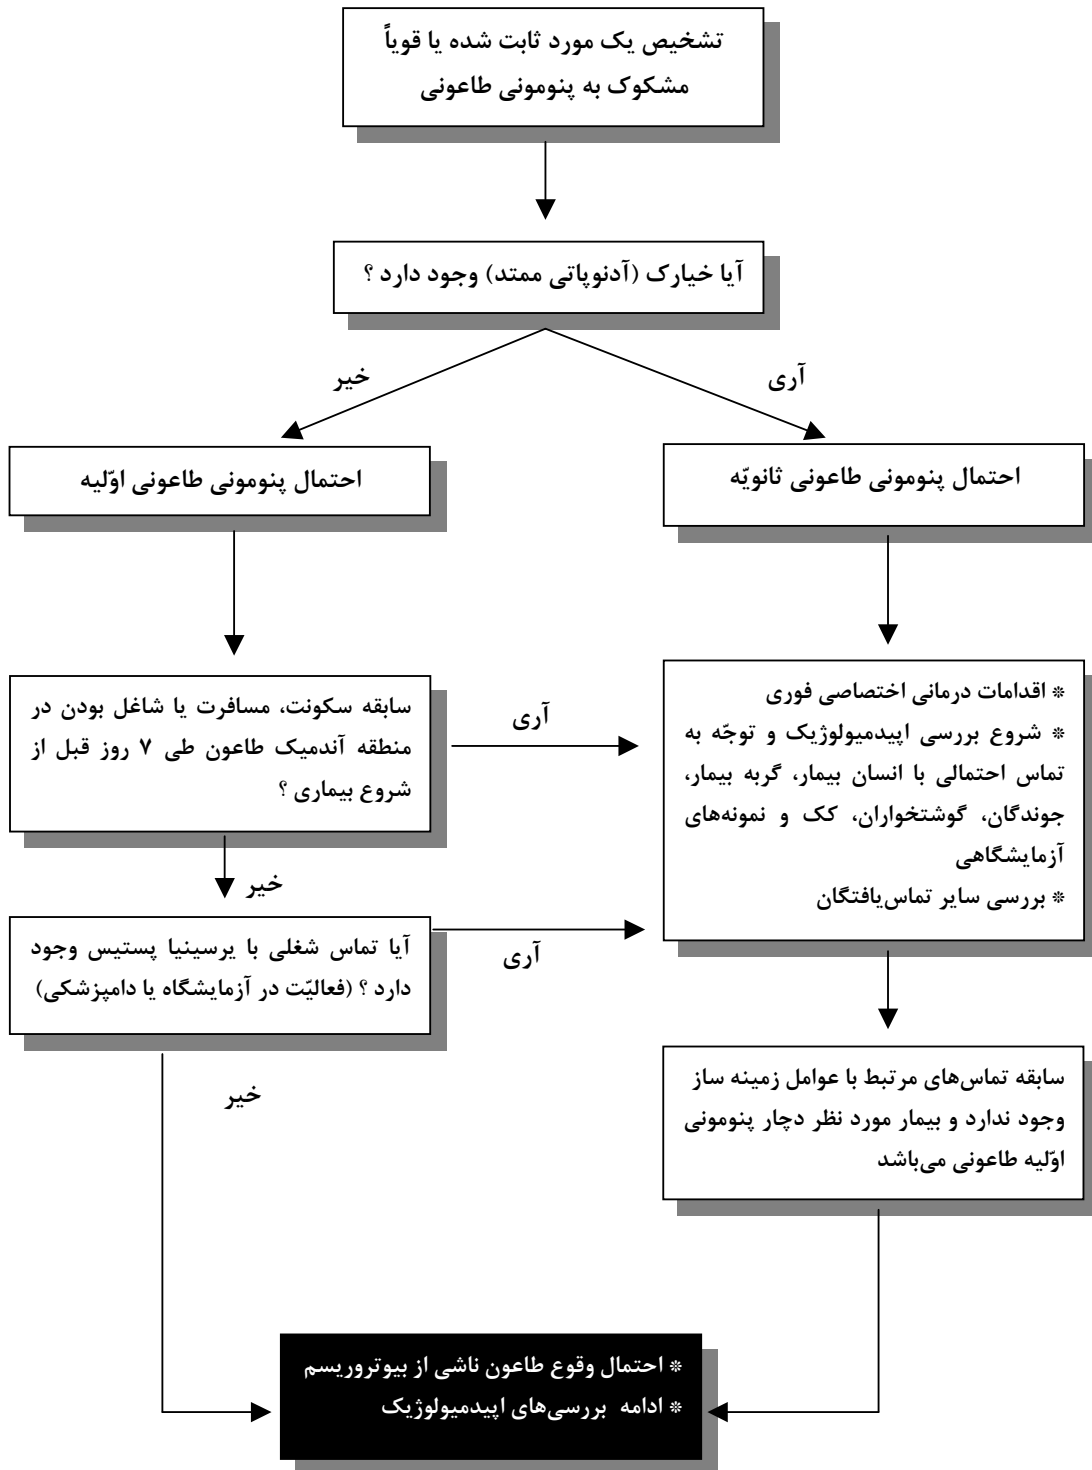 تشخیص یک مورد ثابت شده یا قویاً
مشکوک به پنومونی طاعونی
آیا خیارک (آدنوپاتی ممتد) وجود دارد ؟
آری
خیر
احتمال پنومونی طاعونی ثانویّه
احتمال پنومونی طاعونی اوّلیه
* اقدامات درمانی اختصاصی فوری
* شروع بررسی اپیدمیولوژیک و توجّه به
تماس احتمالی با انسان بیمار، گربه بیمار،
جوندگان، گوشتخواران، کک و نمونه‌های
آزمایشگاهی
* بررسی سایر تماس‌یافتگان
آری
سابقه سکونت، مسافرت یا شاغل بودن در
منطقه آندمیک طاعون طی ۷ روز قبل از
شروع بیماری ؟
خیر
آیا تماس شغلی با یرسینیا پستیس وجود
دارد ؟ (فعالیّت در آزمایشگاه یا دامپزشکی)
آری
سابقه تماس‌های مرتبط با عوامل زمینه ساز
وجود ندارد و بیمار مورد نظر دچار پنومونی
اوّلیه طاعونی می‌باشد
خیر
* احتمال وقوع طاعون ناشی از بیوتروریسم
* ادامه بررسی‌های اپیدمیولوژیک